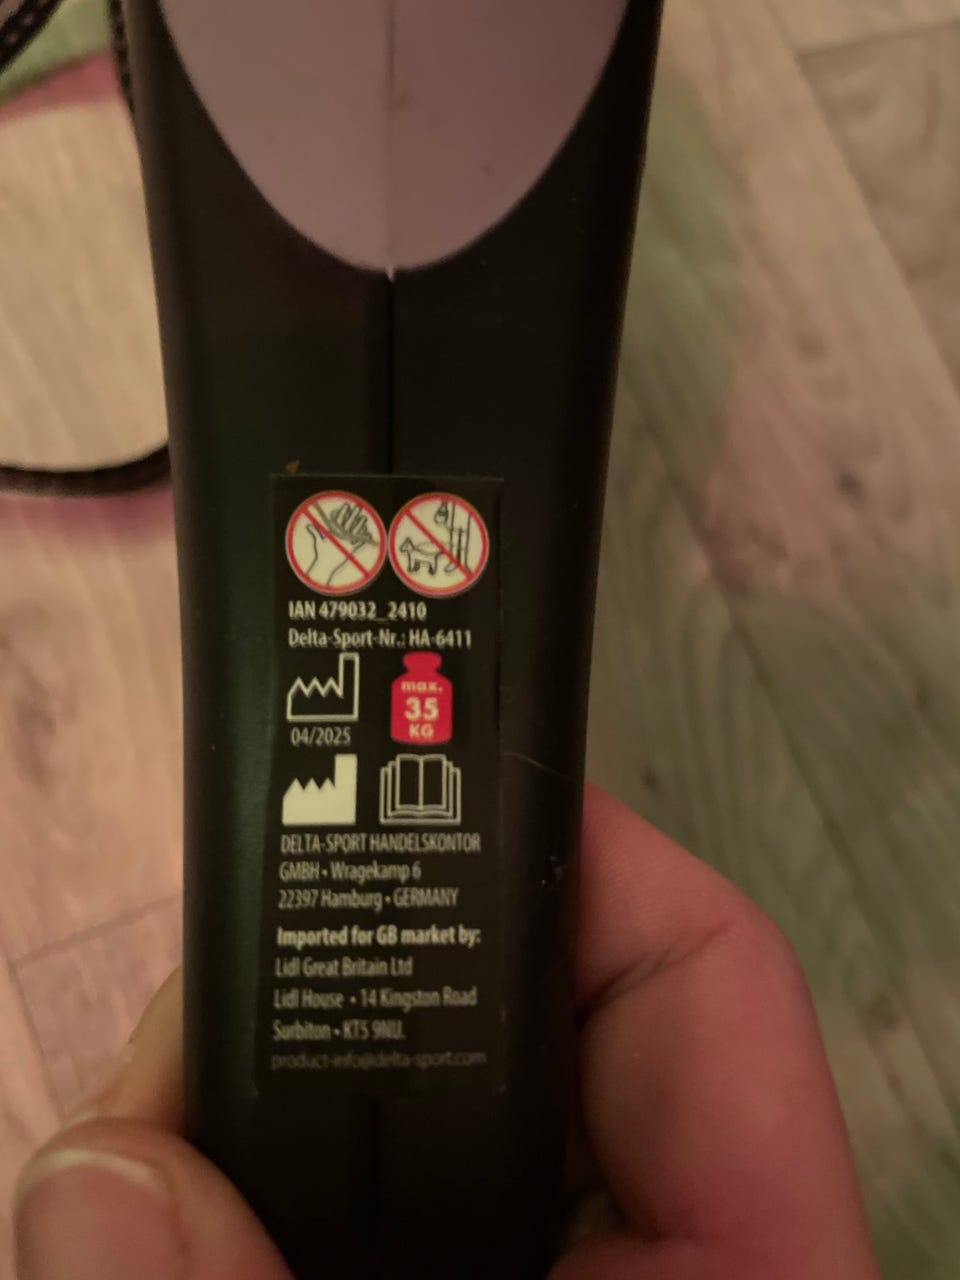 IAN 479032_2410
Delta-Sport-Nr.: HA-6411
max.
35
KG
04/2025
DELTA-SPORT HANDELSKONTOR
GMBH • Wragekamp 6
22397 Hamburg • GERMANY
Imported for GB market by:
Lidl Great Britain Ltd
Lidl House • 14 Kingston Road
Surbiton • KT5 9NU.
product-info@delta-sport.com